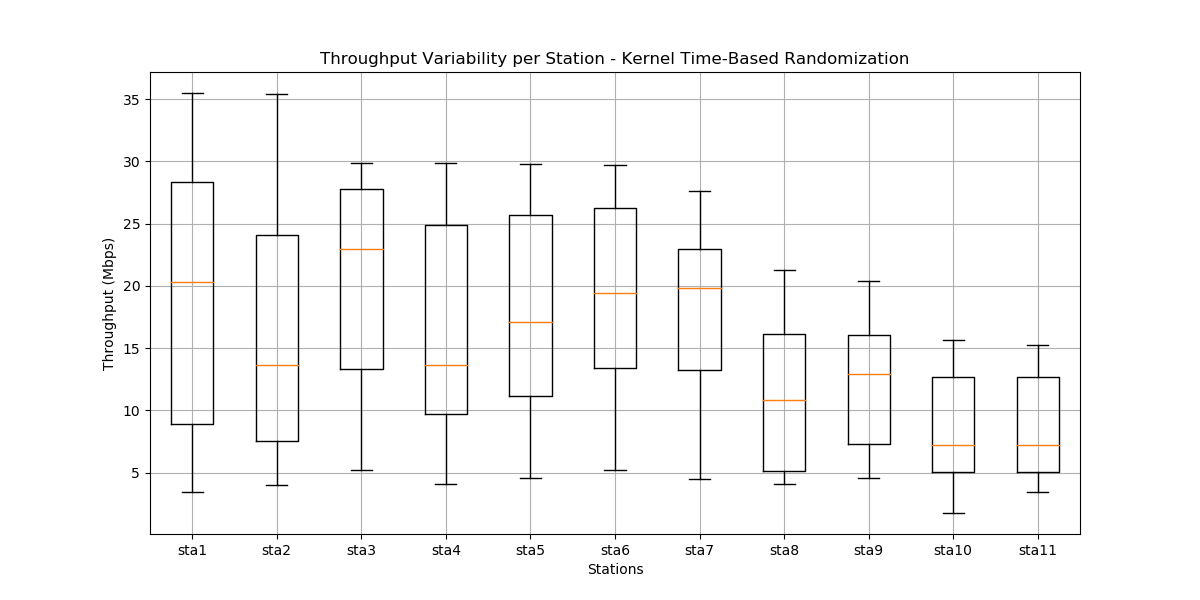 Throughput Variability per Station - Kernel Time-Based Randomization
Throughput (Mbps)
35
30
25
20
15
10
5
sta1 sta2 sta3 sta4 sta5 sta6 sta7 sta8 sta9 sta10 sta11
Stations